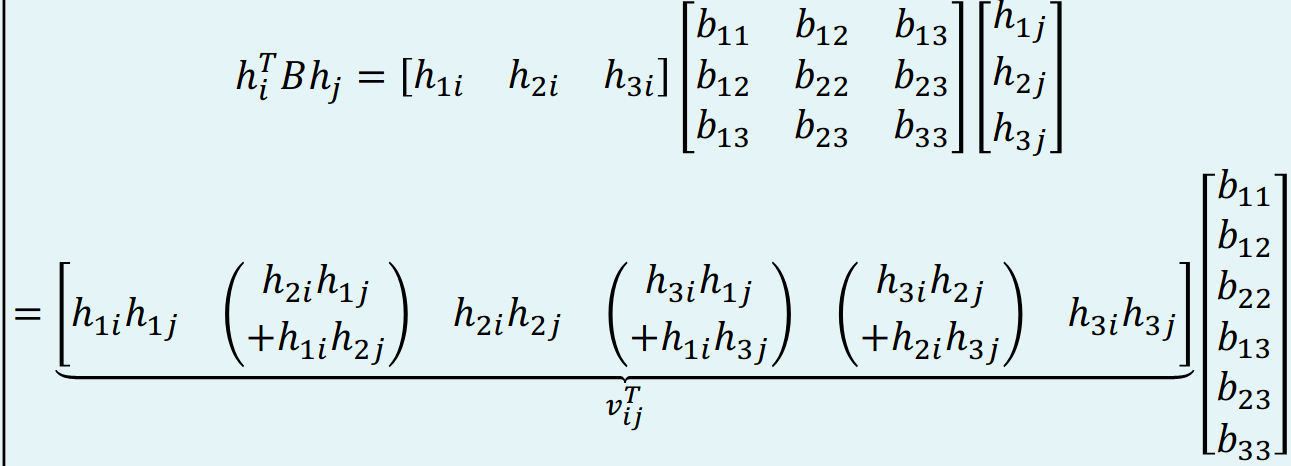 h_i^T B h_j = [h_{1i} h_{2i} h_{3i}] [b_{11} b_{12} b_{13}; b_{12} b_{22} b_{23}; b_{13} b_{23} b_{33}] [h_{1j}; h_{2j}; h_{3j}]
= [h_{1i}h_{1j} (h_{2i}h_{1j} +h_{1i}h_{2j}) h_{2i}h_{2j} (h_{3i}h_{1j} +h_{1i}h_{3j}) (h_{3i}h_{2j} +h_{2i}h_{3j}) h_{3i}h_{3j}] [b_{11}; b_{12}; b_{22}; b_{13}; b_{23}; b_{33}]
v_{ij}^T